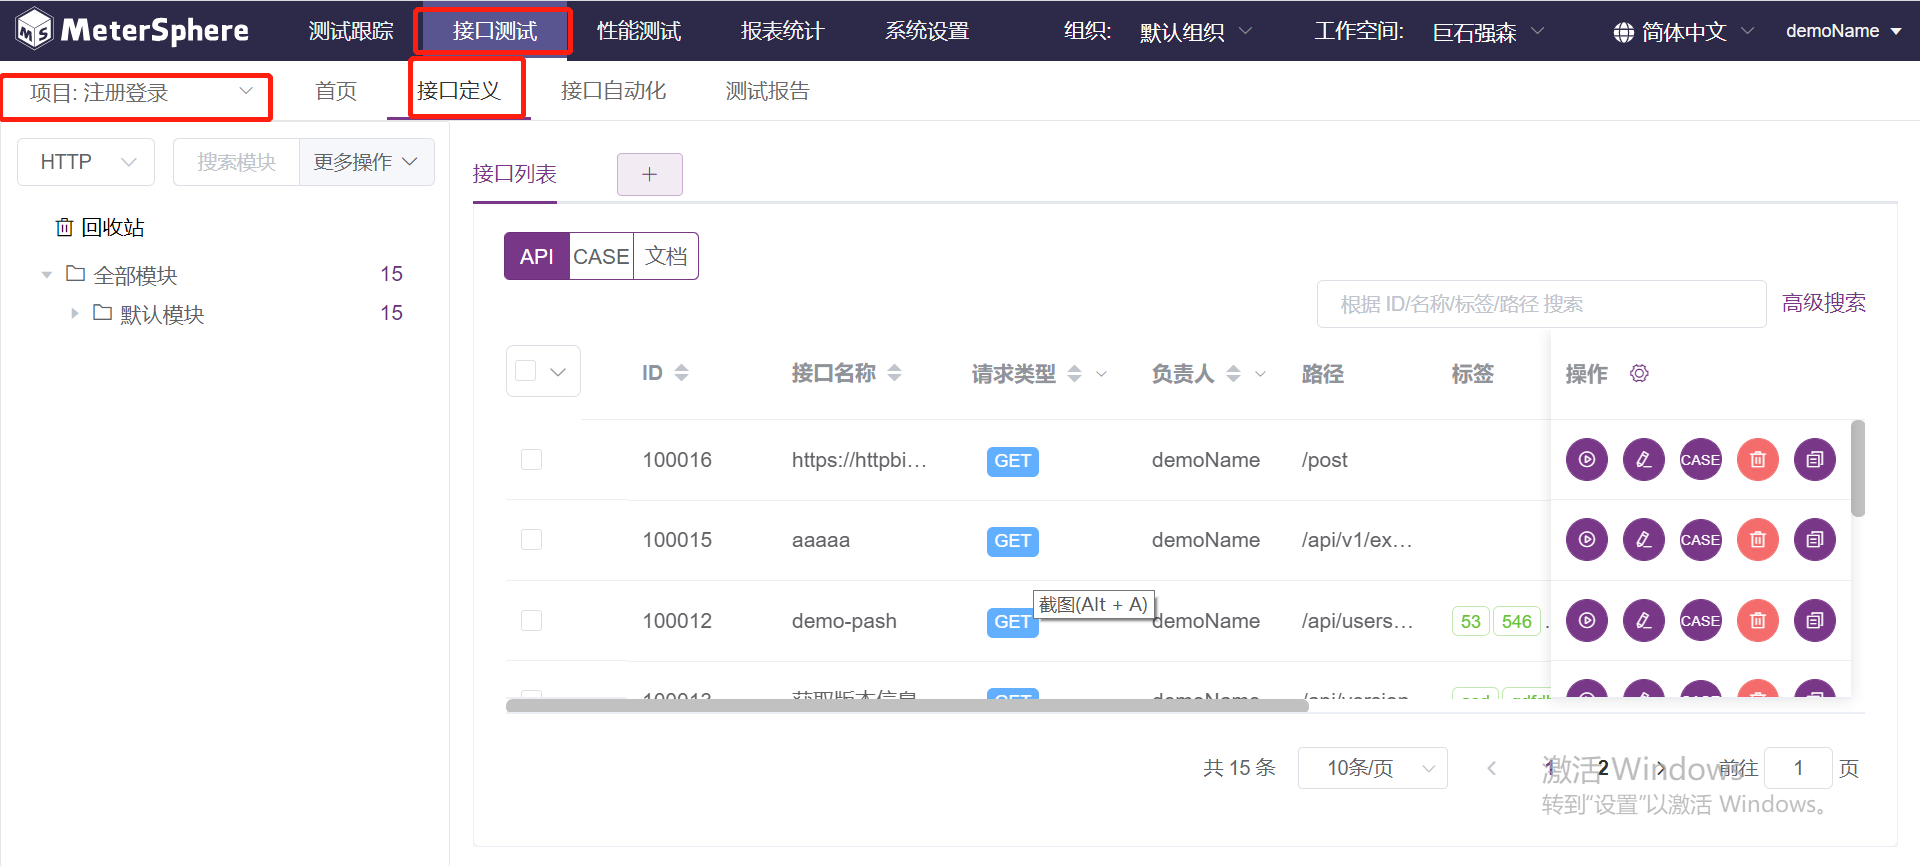 MeterSphere 测试跟踪 接口测试 性能测试 报表统计 系统设置 组织: 默认组织 工作空间: 巨石强森 简体中文 demoName
项目: 注册登录 首页 接口定义 接口自动化 测试报告
HTTP 搜索模块 更多操作
回收站
全部模块 15
默认模块 15
接口列表 +
API CASE 文档
根据 ID/名称/标签/路径 搜索 高级搜索
ID 接口名称 请求类型 负责人 路径 标签 操作
100016 https://httpbi... GET demoName /post CASE
100015 aaaaa GET demoName /api/v1/ex... CASE
截图(Alt + A)
100012 demo-pash GET demoName /api/users... 53 546 . CASE
100013 获取版本信息 GET demoName /api/version CASE
共 15 条 10条/页 1 2 前往 1 页
激活 Windows
转到"设置"以激活 Windows。